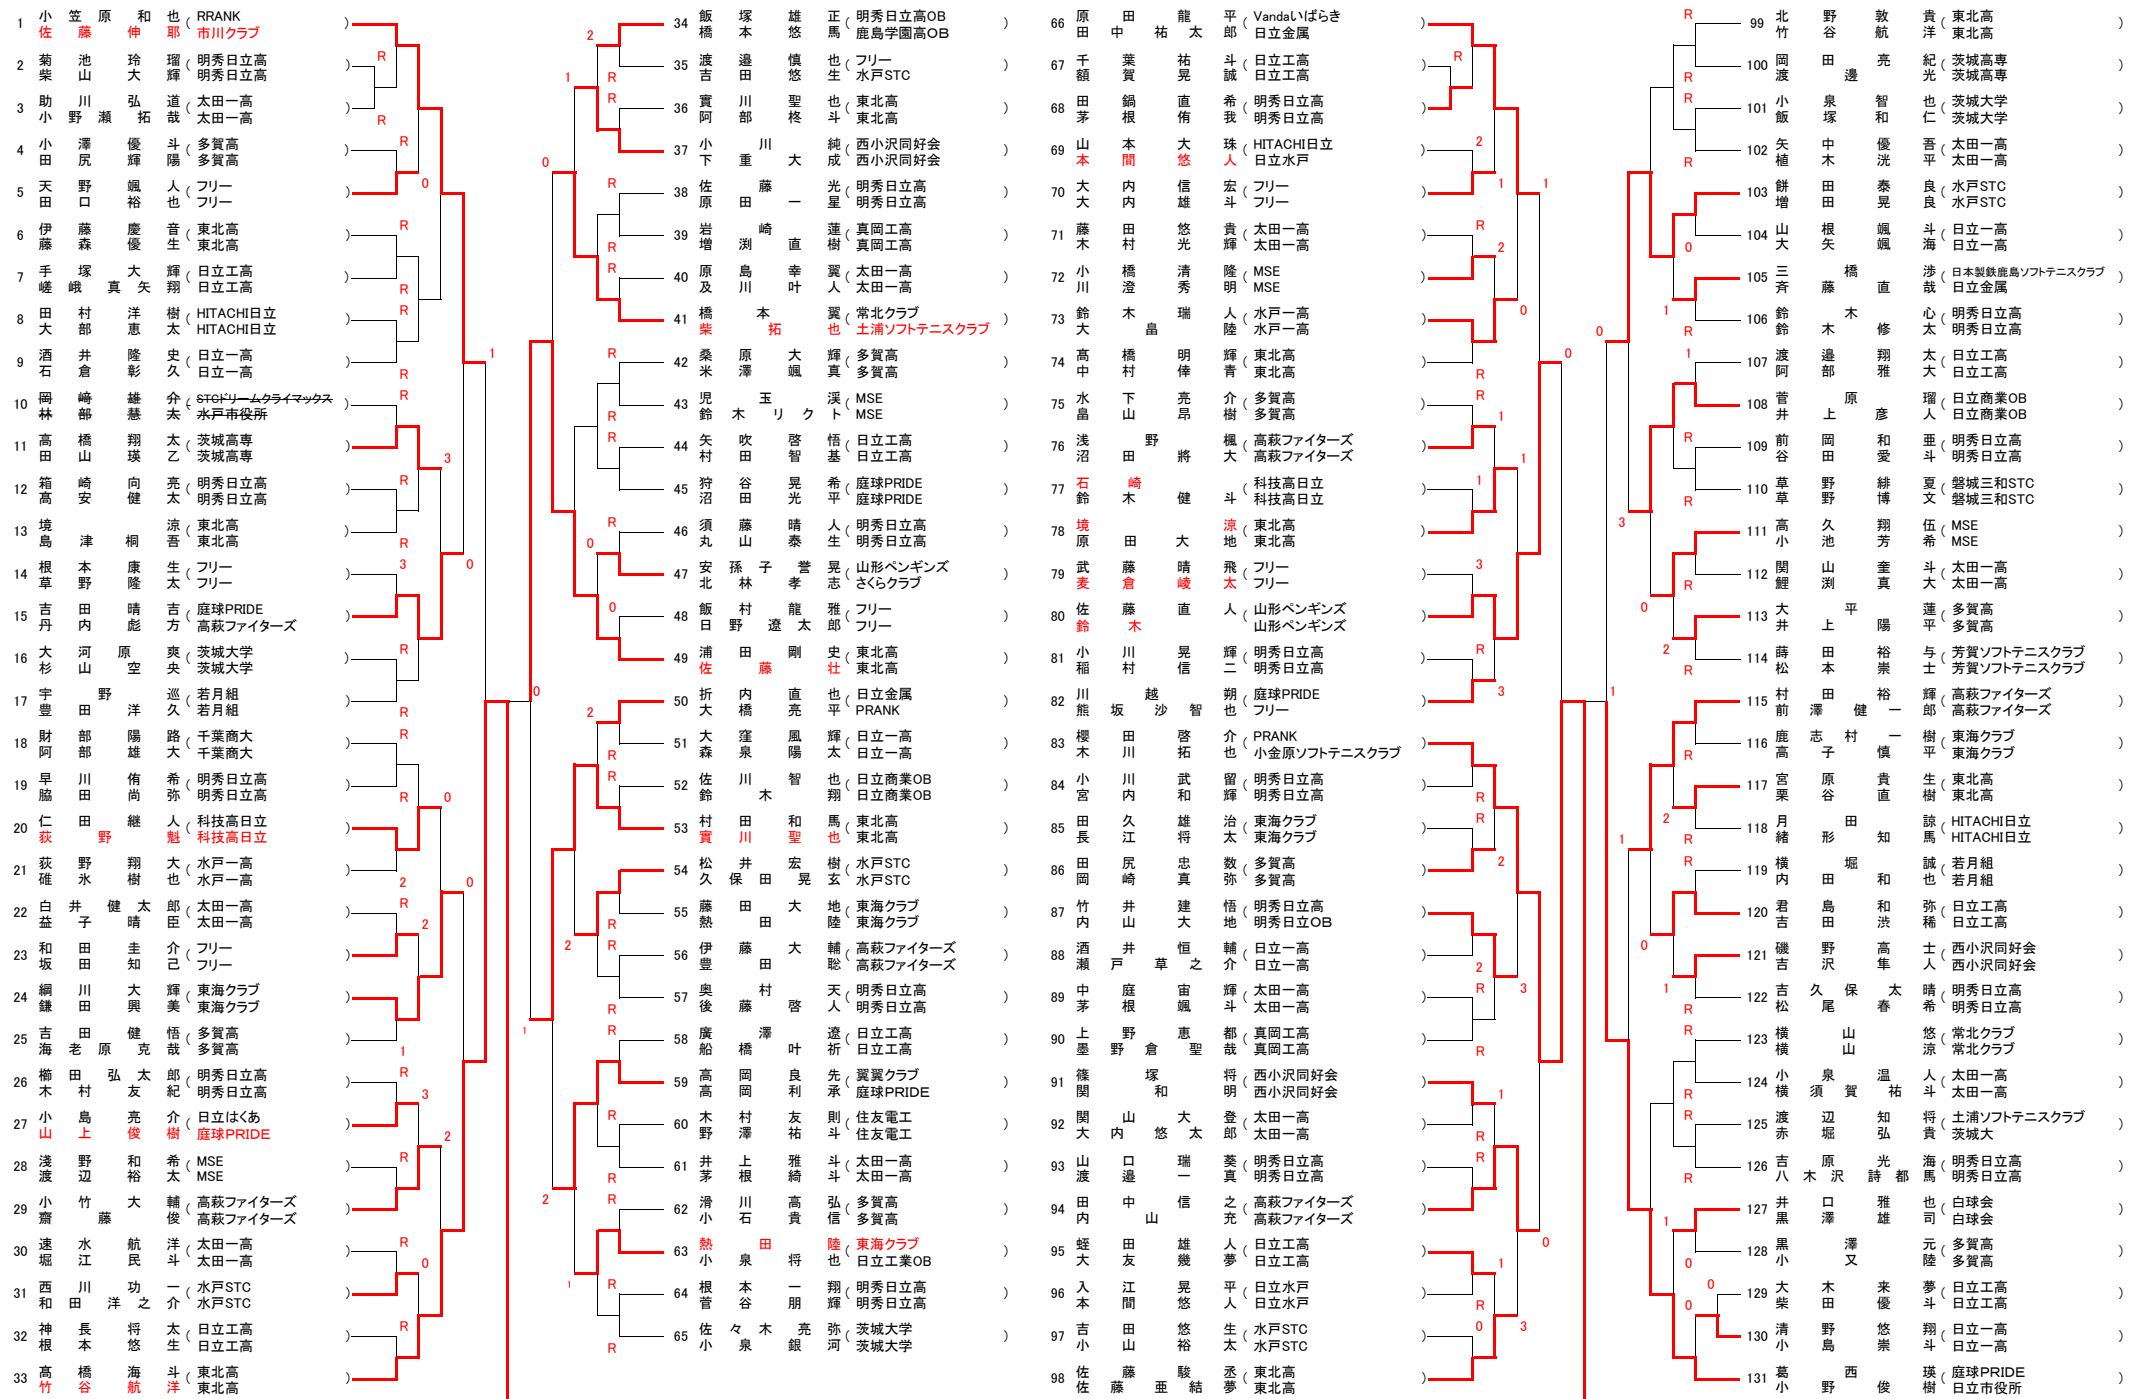 1 小笠原和也 ( RRANK )
佐藤伸耶 市川クラブ
2 菊池玲瑠 ( 明秀日立高 )
柴山大輝 明秀日立高
3 助川弘道 ( 太田一高 )
小野瀬拓哉 太田一高
4 小澤優斗 ( 多賀高 )
田尻輝陽 多賀高
5 天野颯人 ( フリー )
田口裕也 フリー
6 伊藤慶音 ( 東北高 )
藤森優生 東北高
7 手塚大輝 ( 日立工高 )
嵯峨真矢翔 日立工高
8 田村洋樹 ( HITACHI日立 )
大部恵太 HITACHI日立
9 酒井隆史 ( 日立一高 )
石倉彰久 日立一高
10 岡﨑雄介 ( STCドリームクライマックス )
林部慧太 水戸市役所
11 高橋翔太 ( 茨城高専 )
田山瑛乙 茨城高専
12 箱崎向亮 ( 明秀日立高 )
髙安健太 明秀日立高
13 境涼 ( 東北高 )
島津桐吾 東北高
14 根本康生 ( フリー )
草野隆太 フリー
15 吉田晴吉 ( 庭球PRIDE )
丹内彪方 高萩ファイターズ
16 大河原爽 ( 茨城大学 )
杉山空央 茨城大学
17 宇野巡 ( 若月組 )
豊田洋久 若月組
18 財部陽路 ( 千葉商大 )
阿部雄大 千葉商大
19 早川侑希 ( 明秀日立高 )
脇田尚弥 明秀日立高
20 仁田継人 ( 科技高日立 )
荻野魁 科技高日立
21 荻野翔大 ( 水戸一高 )
碓氷樹也 水戸一高
22 白井健太郎 ( 太田一高 )
益子晴臣 太田一高
23 和田圭介 ( フリー )
坂田知己 フリー
24 綱川大輝 ( 東海クラブ )
鎌田興美 東海クラブ
25 吉田健悟 ( 多賀高 )
海老原克哉 多賀高
26 櫛田弘太郎 ( 明秀日立高 )
木村友紀 明秀日立高
27 小島亮介 ( 日立はくあ )
山上俊樹 庭球PRIDE
28 淺野和希 ( MSE )
渡辺裕太 MSE
29 小竹大輔 ( 高萩ファイターズ )
齋藤俊 高萩ファイターズ
30 速水航洋 ( 太田一高 )
堀江民斗 太田一高
31 西川功一 ( 水戸STC )
和田洋之介 水戸STC
32 神長将太 ( 日立工高 )
根本悠生 日立工高
33 髙橋海斗 ( 東北高 )
竹谷航洋 東北高
34 飯塚雄正 ( 明秀日立高OB )
橋本悠馬 鹿島学園高OB
35 渡邉慎也 ( フリー )
吉田悠生 水戸STC
36 實川聖也 ( 東北高 )
阿部柊斗 東北高
37 小川純 ( 西小沢同好会 )
下重大成 西小沢同好会
38 佐藤光 ( 明秀日立高 )
原田一星 明秀日立高
39 岩崎蓮 ( 真岡工高 )
増渕直樹 真岡工高
40 原島幸翼 ( 太田一高 )
及川叶人 太田一高
41 橋本翼 ( 常北クラブ )
柴拓也 土浦ソフトテニスクラブ
42 桑原大輝 ( 多賀高 )
米澤颯真 多賀高
43 児玉渓 ( MSE )
鈴木リクト MSE
44 矢吹啓悟 ( 日立工高 )
村田智基 日立工高
45 狩谷晃希 ( 庭球PRIDE )
沼田光平 庭球PRIDE
46 須藤晴人 ( 明秀日立高 )
丸山泰生 明秀日立高
47 安孫子誉晃 ( 山形ペンギンズ )
北林孝志 さくらクラブ
48 飯村龍雅 ( フリー )
日野遼太郎 フリー
49 浦田剛史 ( 東北高 )
佐藤壮 東北高
50 折内直也 ( 日立金属 )
大橋亮平 PRANK
51 大窪風輝 ( 日立一高 )
森泉陽太 日立一高
52 佐川智也 ( 日立商業OB )
鈴木翔 日立商業OB
53 村田和馬 ( 東北高 )
實川聖也 東北高
54 松井宏樹 ( 水戸STC )
久保田晃玄 水戸STC
55 藤田大地 ( 東海クラブ )
熱田陸 東海クラブ
56 伊藤大輔 ( 高萩ファイターズ )
豊田聡 高萩ファイターズ
57 奥村天 ( 明秀日立高 )
後藤啓人 明秀日立高
58 廣澤遼 ( 日立工高 )
船橋叶祈 日立工高
59 高岡良先 ( 翼翼クラブ )
高岡利承 庭球PRIDE
60 木村友則 ( 住友電工 )
野澤祐斗 住友電工
61 井上雅斗 ( 太田一高 )
茅根綺斗 太田一高
62 滑川高弘 ( 多賀高 )
小石貴信 多賀高
63 熱田陸 ( 東海クラブ )
小泉将也 日立工業OB
64 根本一翔 ( 明秀日立高 )
菅谷朋輝 明秀日立高
65 佐々木亮弥 ( 茨城大学 )
小泉銀河 茨城大学
66 原田龍平 ( Vandaいばらき )
田中祐太郎 日立金属
67 千葉祐斗 ( 日立工高 )
額賀晃誠 日立工高
68 田鍋直希 ( 明秀日立高 )
茅根侑我 明秀日立高
69 山本大珠 ( HITACHI日立 )
本間悠人 日立水戸
70 大内信宏 ( フリー )
大内雄斗 フリー
71 藤田悠貴 ( 太田一高 )
木村光輝 太田一高
72 小橋清隆 ( MSE )
川澄秀明 MSE
73 鈴木瑞人 ( 水戸一高 )
大畠陸 水戸一高
74 髙橋明輝 ( 東北高 )
中村倖青 東北高
75 水下亮介 ( 多賀高 )
畠山昂樹 多賀高
76 浅野楓 ( 高萩ファイターズ )
沼田將大 高萩ファイターズ
77 石崎 ( 科技高日立 )
鈴木健斗 科技高日立
78 境涼 ( 東北高 )
原田大地 東北高
79 武藤晴飛 ( フリー )
麦倉崚太 フリー
80 佐藤直人 ( 山形ペンギンズ )
鈴木 山形ペンギンズ
81 小川晃輝 ( 明秀日立高 )
稲村信二 明秀日立高
82 川越朔 ( 庭球PRIDE )
熊坂沙智也 フリー
83 櫻田啓介 ( PRANK )
木川拓也 小金原ソフトテニスクラブ
84 小川武留 ( 明秀日立高 )
宮内和輝 明秀日立高
85 田久雄治 ( 東海クラブ )
長江将太 東海クラブ
86 田尻忠数 ( 多賀高 )
岡崎真弥 多賀高
87 竹井建悟 ( 明秀日立高 )
内山大地 明秀日立OB
88 酒井恒輔 ( 日立一高 )
瀬戸草之介 日立一高
89 中庭宙輝 ( 太田一高 )
茅根颯斗 太田一高
90 上野恵都 ( 真岡工高 )
墨野倉聖哉 真岡工高
91 篠塚将 ( 西小沢同好会 )
関和明 西小沢同好会
92 関山大登 ( 太田一高 )
大内悠太郎 太田一高
93 山口瑞葵 ( 明秀日立高 )
渡邉一真 明秀日立高
94 田中信之 ( 高萩ファイターズ )
内山充 高萩ファイターズ
95 蛭田雄人 ( 日立工高 )
大友幾夢 日立工高
96 入江晃平 ( 日立水戸 )
本間悠人 日立水戸
97 吉田悠生 ( 水戸STC )
小山裕太 水戸STC
98 佐藤駿丞 ( 東北高 )
佐藤亜結夢 東北高
99 北野敦貴 ( 東北高 )
竹谷航洋 東北高
100 岡田亮紀 ( 茨城高専 )
渡邊光 茨城高専
101 小泉智也 ( 茨城大学 )
飯塚和仁 茨城大学
102 矢中優吾 ( 太田一高 )
植木洸平 太田一高
103 餅田泰良 ( 水戸STC )
増田晃良 水戸STC
104 山根颯斗 ( 日立一高 )
大矢颯海 日立一高
105 三橋渉 ( 日本製鉄鹿島ソフトテニスクラブ )
斉藤直哉 日立金属
106 鈴木心 ( 明秀日立高 )
鈴木修太 明秀日立高
107 渡邉翔太 ( 日立工高 )
阿部雅大 日立工高
108 菅原瑠 ( 日立商業OB )
井上彦人 日立商業OB
109 前岡和亜 ( 明秀日立高 )
谷田愛斗 明秀日立高
110 草野緋夏 ( 磐城三和STC )
草野博文 磐城三和STC
111 高久翔伍 ( MSE )
小池芳希 MSE
112 関山奎斗 ( 太田一高 )
鯉渕真大 太田一高
113 大平蓮 ( 多賀高 )
井上陽平 多賀高
114 蒔田裕与 ( 芳賀ソフトテニスクラブ )
松本崇士 芳賀ソフトテニスクラブ
115 村田裕輝 ( 高萩ファイターズ )
前澤健一郎 高萩ファイターズ
116 鹿志村一樹 ( 東海クラブ )
高子慎平 東海クラブ
117 宮原貴生 ( 東北高 )
栗谷直樹 東北高
118 月田諒 ( HITACHI日立 )
緒形知馬 HITACHI日立
119 横堀誠 ( 若月組 )
内田和也 若月組
120 君島和弥 ( 日立工高 )
吉田渋稀 日立工高
121 磯野高士 ( 西小沢同好会 )
吉沢隼人 西小沢同好会
122 吉久保太晴 ( 明秀日立高 )
松尾春希 明秀日立高
123 横山悠 ( 常北クラブ )
横山涼 常北クラブ
124 小泉温人 ( 太田一高 )
横須賀祐斗 太田一高
125 渡辺知将 ( 土浦ソフトテニスクラブ )
赤堀弘貴 茨城大
126 吉原光海 ( 明秀日立高 )
八木沢詩都馬 明秀日立高
127 井口雅也 ( 白球会 )
黒澤雄司 白球会
128 黒澤元 ( 多賀高 )
小又陸 多賀高
129 大木来夢 ( 日立工高 )
柴田優斗 日立工高
130 清野悠翔 ( 日立一高 )
小島崇斗 日立一高
131 葛西瑛 ( 庭球PRIDE )
小野俊樹 日立市役所